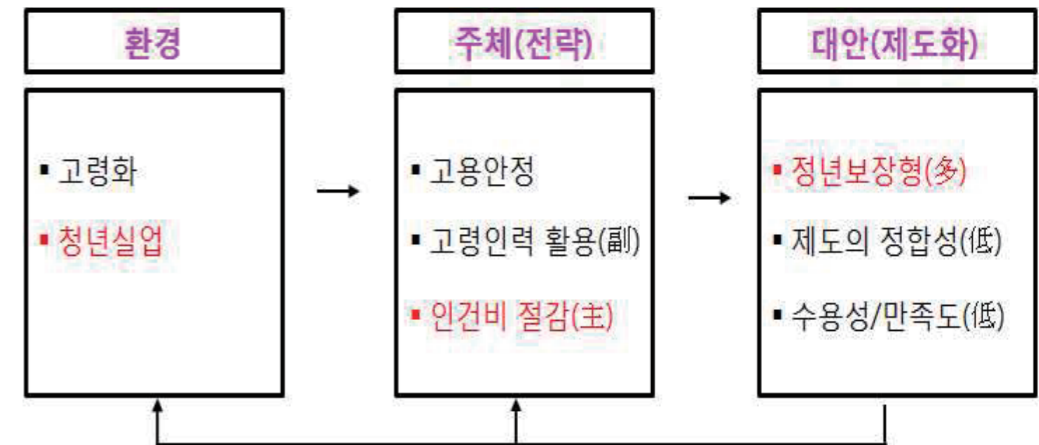 환경
▪ 고령화
▪ 청년실업
주체(전략)
▪ 고용안정
▪ 고령인력 활용(副)
▪ 인건비 절감(主)
대안(제도화)
▪ 정년보장형(多)
▪ 제도의 정합성(低)
▪ 수용성/만족도(低)